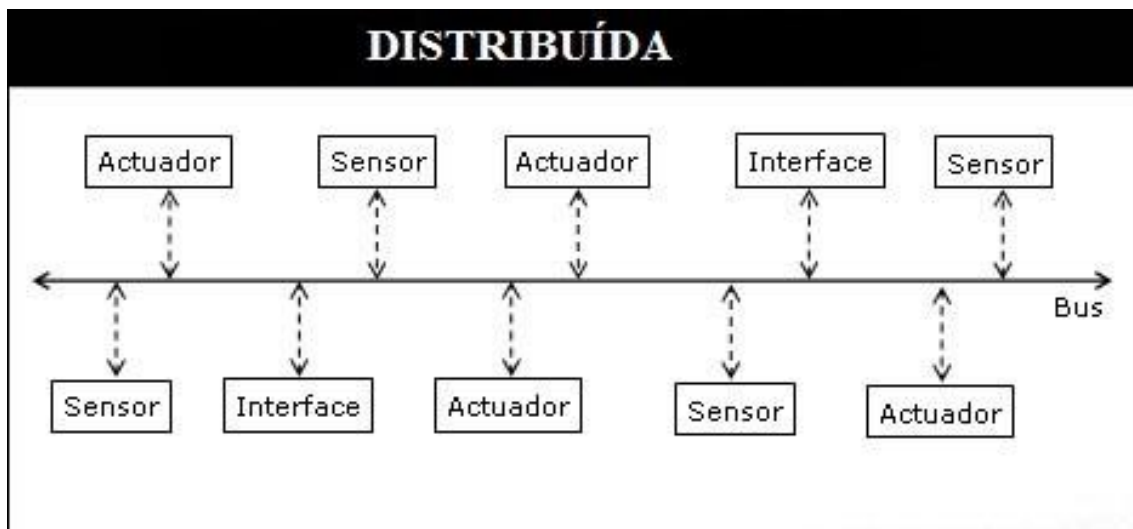 DISTRIBUÍDA
Actuador Sensor Actuador Interface Sensor
Bus
Sensor Interface Actuador Sensor Actuador